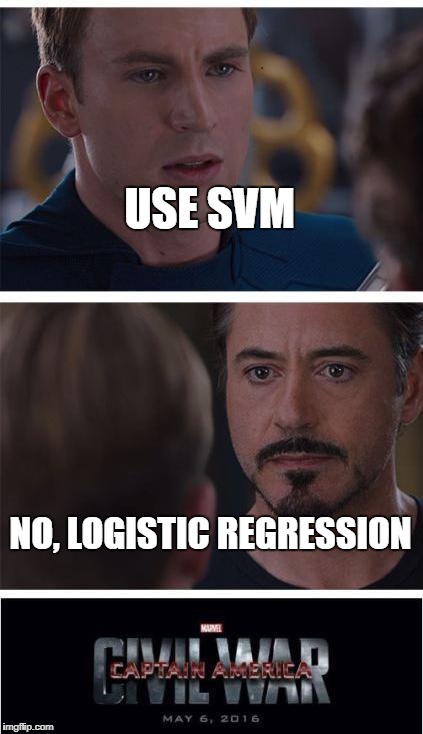 USE SVM
NO, LOGISTIC REGRESSION
MARVEL
CIVIL WAR
CAPTAIN AMERICA
MAY 6, 2016
imgflip.com